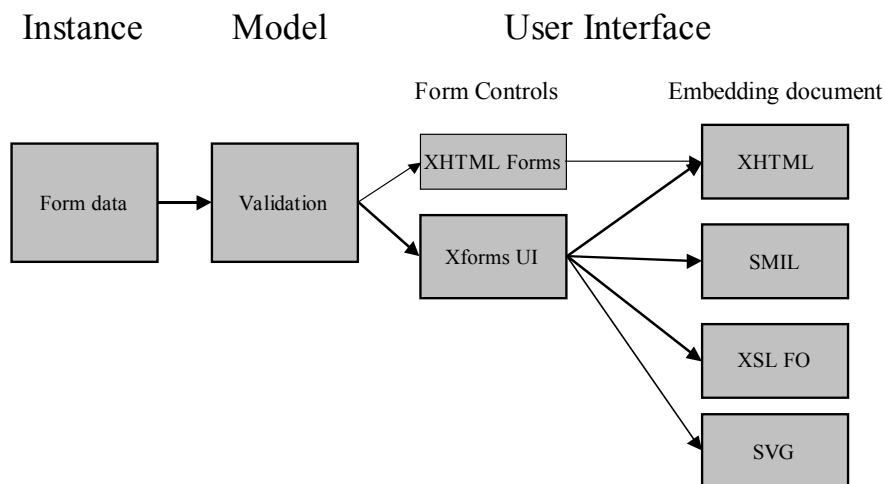 Instance
Model
User Interface
Form Controls
Embedding document
XHTML Forms
XHTML
Form data
Validation
Xforms UI
SMIL
XSL FO
SVG